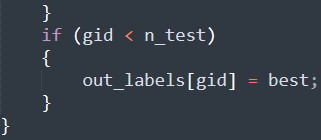 }
if (gid < n_test)
{
out_labels[gid] = best;
}
}